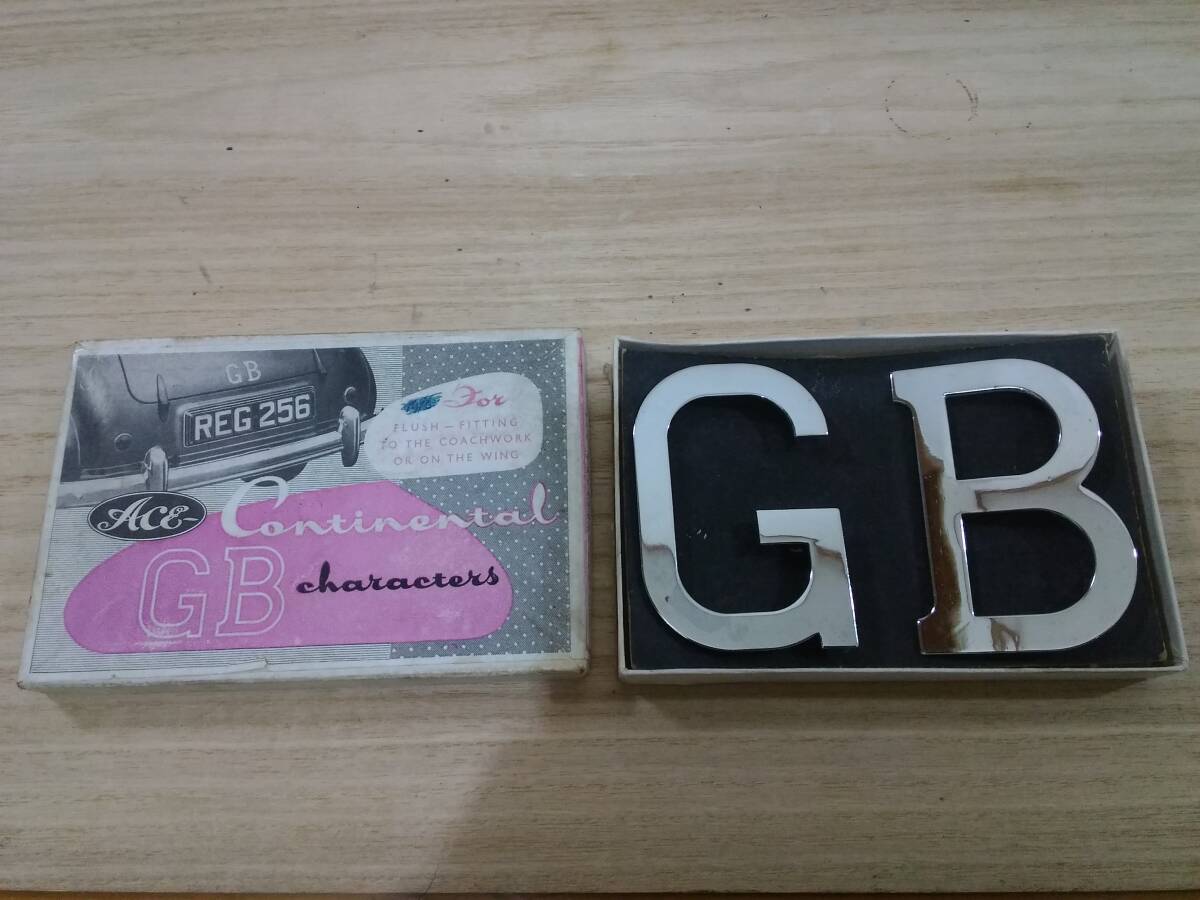 GB
REG 256
For
FLUSH – FITTING
TO THE COACHWORK
OR ON THE WING
ACE-
Continental
GB characters
GB